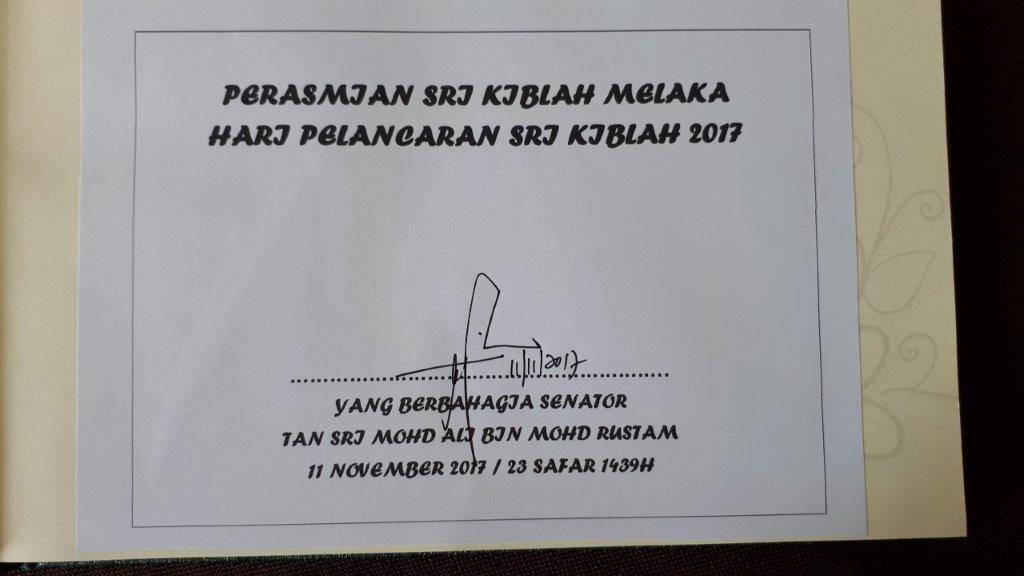 PERASMIAN SRI KIBLAH MELAKA
HARI PELANCARAN SRI KIBLAH 2017
11/11/2017
YANG BERBAHAGIA SENATOR
TAN SRI MOHD ALI BIN MOHD RUSTAM
11 NOVEMBER 2017 / 23 SAFAR 1439H